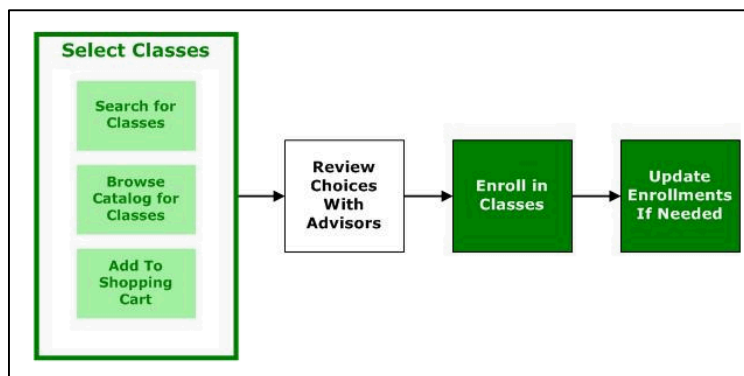 Select Classes
Search for
Classes
Browse
Catalog for
Classes
Add To
Shopping
Cart
Review
Choices
With
Advisors
Enroll in
Classes
Update
Enrollments
If Needed